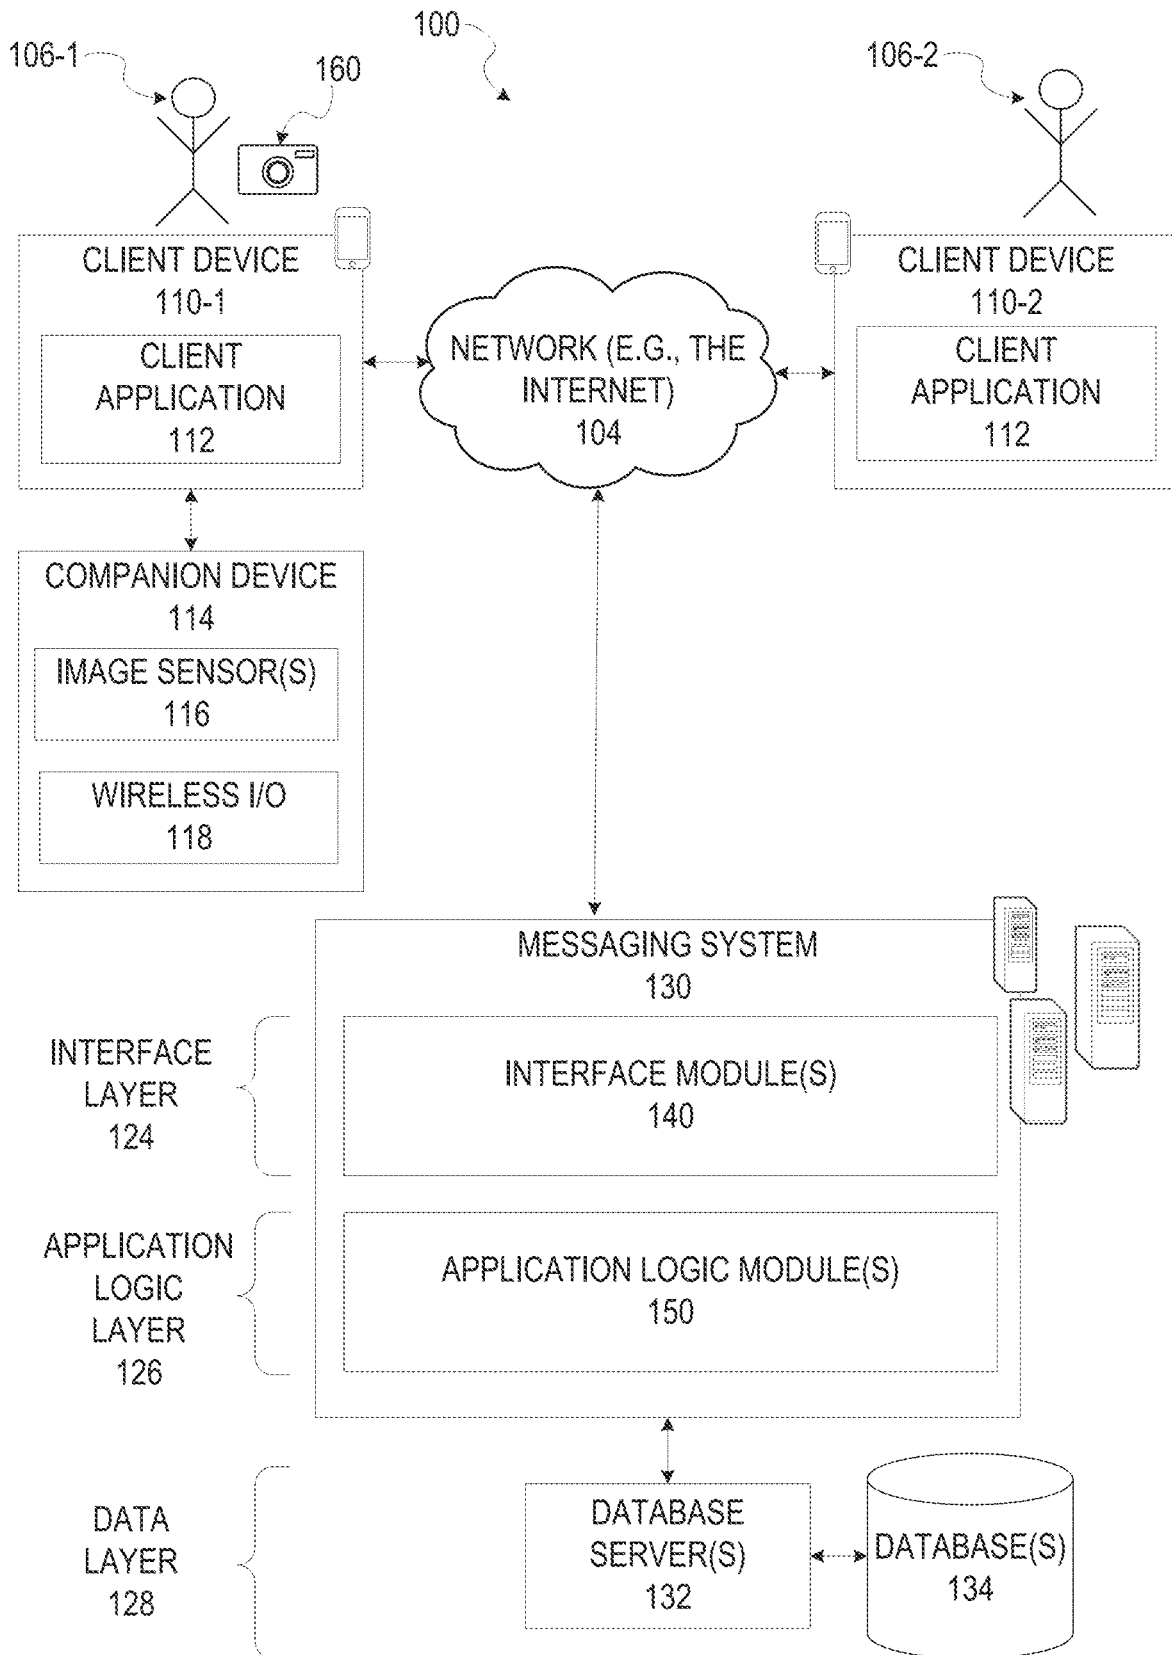 100
106-1
160
106-2
CLIENT DEVICE
110-1
CLIENT
APPLICATION
112
NETWORK (E.G., THE
INTERNET)
104
CLIENT DEVICE
110-2
CLIENT
APPLICATION
112
COMPANION DEVICE
114
IMAGE SENSOR(S)
116
WIRELESS I/O
118
MESSAGING SYSTEM
130
INTERFACE
LAYER
124
INTERFACE MODULE(S)
140
APPLICATION
LOGIC
LAYER
126
APPLICATION LOGIC MODULE(S)
150
DATA
LAYER
128
DATABASE
SERVER(S)
132
DATABASE(S)
134